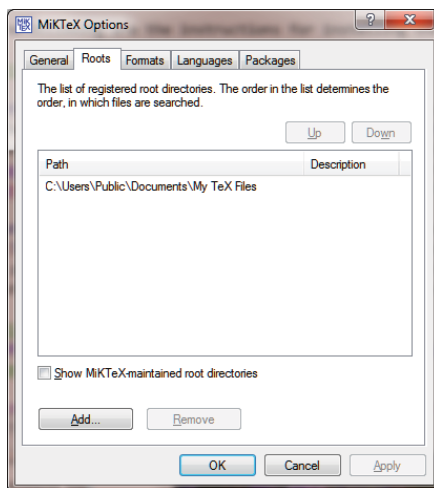 MiKTeX Options
General Roots Formats Languages Packages
The list of registered root directories. The order in the list determines the
order, in which files are searched.
Up Down
Path Description
C:\Users\Public\Documents\My TeX Files
Show MiKTeX-maintained root directories
Add... Remove
OK Cancel Apply